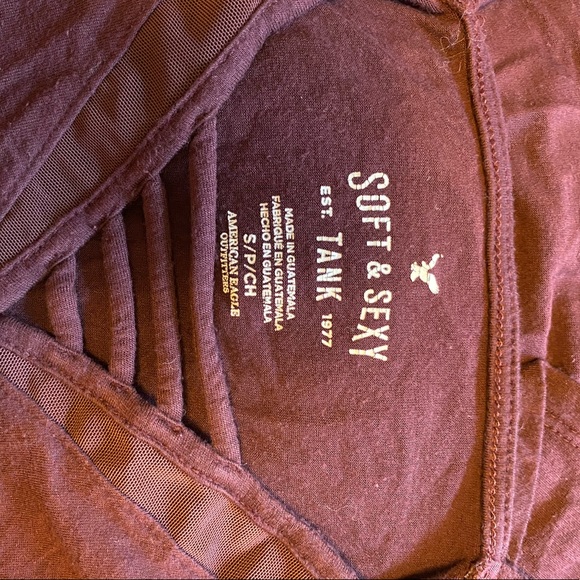 SOFT & SEXY
EST. TANK 1977
MADE IN GUATEMALA
FABRIQUÉ EN GUATEMALA
HECHO EN GUATEMALA
S/P/CH
AMERICAN EAGLE
OUTFITTERS